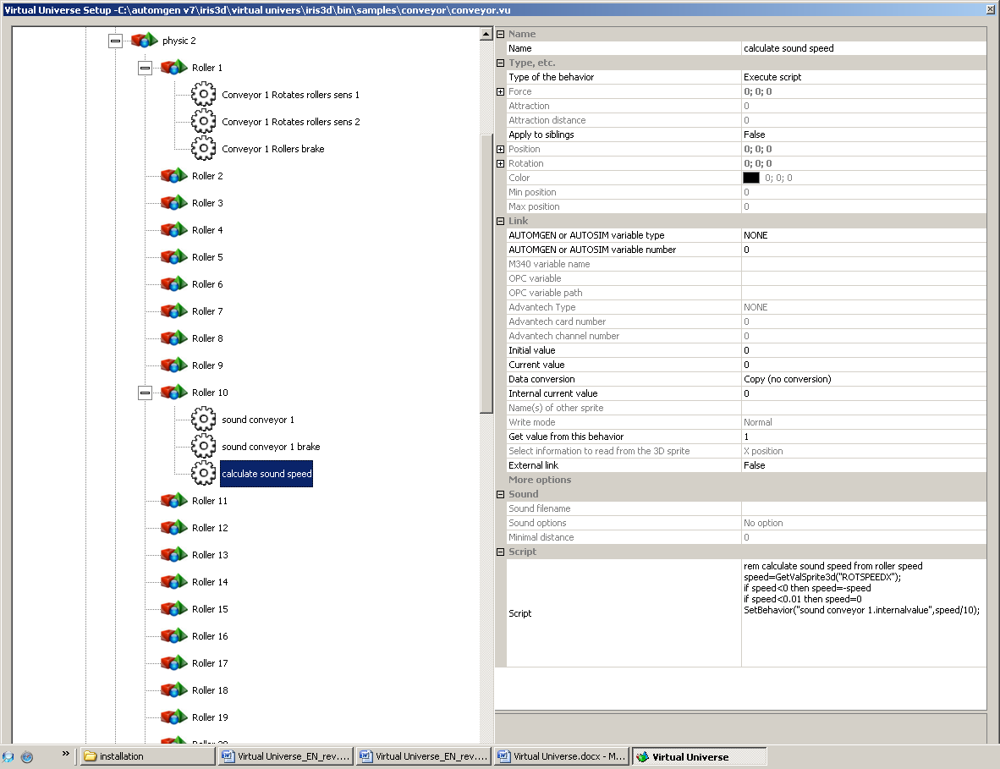 Virtual Universe Setup -C:\automgen v7\iris3d\virtual univers\iris3d\bin\samples\conveyor\conveyor.vu
physic 2
Roller 1
Conveyor 1 Rotates rollers sens 1
Conveyor 1 Rotates rollers sens 2
Conveyor 1 Rollers brake
Roller 2
Roller 3
Roller 4
Roller 5
Roller 6
Roller 7
Roller 8
Roller 9
Roller 10
sound conveyor 1
sound conveyor 1 brake
calculate sound speed
Roller 11
Roller 12
Roller 13
Roller 14
Roller 15
Roller 16
Roller 17
Roller 18
Roller 19
Name
Name calculate sound speed
Type, etc.
Type of the behavior Execute script
Force 0; 0; 0
Attraction 0
Attraction distance 0
Apply to siblings False
Position 0; 0; 0
Rotation 0; 0; 0
Color 0; 0; 0
Min position 0
Max position 0
Link
AUTOMGEN or AUTOSIM variable type NONE
AUTOMGEN or AUTOSIM variable number 0
M340 variable name
OPC variable
OPC variable path
Advantech Type NONE
Advantech card number 0
Advantech channel number 0
Initial value 0
Current value 0
Data conversion Copy (no conversion)
Internal current value 0
Name(s) of other sprite
Write mode Normal
Get value from this behavior 1
Select information to read from the 3D sprite X position
External link False
More options
Sound
Sound filename
Sound options No option
Minimal distance 0
Script
Script
rem calculate sound speed from roller speed
speed=GetValSprite3d("ROTSPEEDX");
if speed<0 then speed=-speed
if speed<0.01 then speed=0
SetBehavior("sound conveyor 1.internalvalue",speed/10);
» installation Virtual Universe_EN_rev.... Virtual Universe_EN_rev.... Virtual Universe.docx - M... Virtual Universe